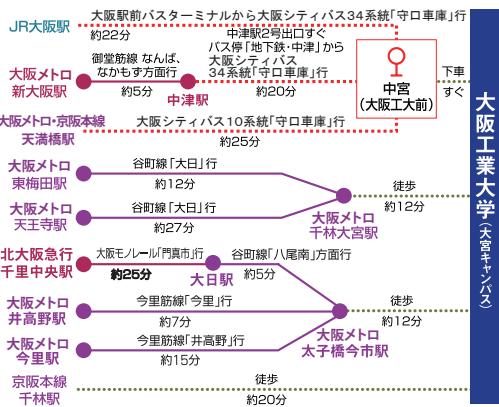 JR大阪駅
大阪駅前バスターミナルから大阪シティバス34系統「守口車庫」行
約22分
大阪メトロ
新大阪駅
御堂筋線 なんば、
なかもず方面行
約5分
中津駅
中津駅2号出口すぐ
バス停「地下鉄・中津」から
大阪シティバス
34系統「守口車庫」行
約20分
大阪メトロ・京阪本線
天満橋駅
大阪シティバス10系統「守口車庫」行
約25分
中宮
(大阪工大前)
下車
すぐ
大阪メトロ
東梅田駅
谷町線「大日」行
約12分
大阪メトロ
天王寺駅
谷町線「大日」行
約27分
大阪メトロ
千林大宮駅
徒歩
約12分
北大阪急行
千里中央駅
大阪モノレール「門真市」行
約25分
大日駅
谷町線「八尾南」方面行
約5分
大阪メトロ
井高野駅
今里筋線「今里」行
約7分
大阪メトロ
今里駅
今里筋線「井高野」行
約15分
大阪メトロ
太子橋今市駅
徒歩
約12分
京阪本線
千林駅
徒歩
約20分
大阪工業大学(大宮キャンパス)